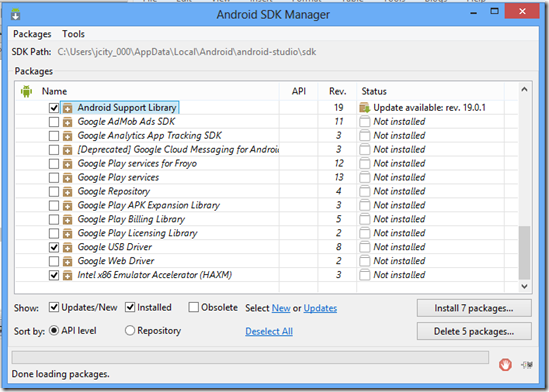 Android SDK Manager
Packages Tools
SDK Path: C:\Users\jcity_000\AppData\Local\Android\android-studio\sdk
Packages
Name API Rev. Status
Android Support Library 19 Update available: rev. 19.0.1
Google AdMob Ads SDK 11 Not installed
Google Analytics App Tracking SDK 3 Not installed
[Deprecated] Google Cloud Messaging for Android 3 Not installed
Google Play services for Froyo 12 Not installed
Google Play services 13 Not installed
Google Repository 4 Not installed
Google Play APK Expansion Library 3 Not installed
Google Play Billing Library 5 Not installed
Google Play Licensing Library 2 Not installed
Google USB Driver 8 Not installed
Google Web Driver 2 Not installed
Intel x86 Emulator Accelerator (HAXM) 3 Not installed
Show: Updates/New Installed Obsolete Select New or Updates Install 7 packages...
Sort by: API level Repository Deselect All Delete 5 packages...
Done loading packages.